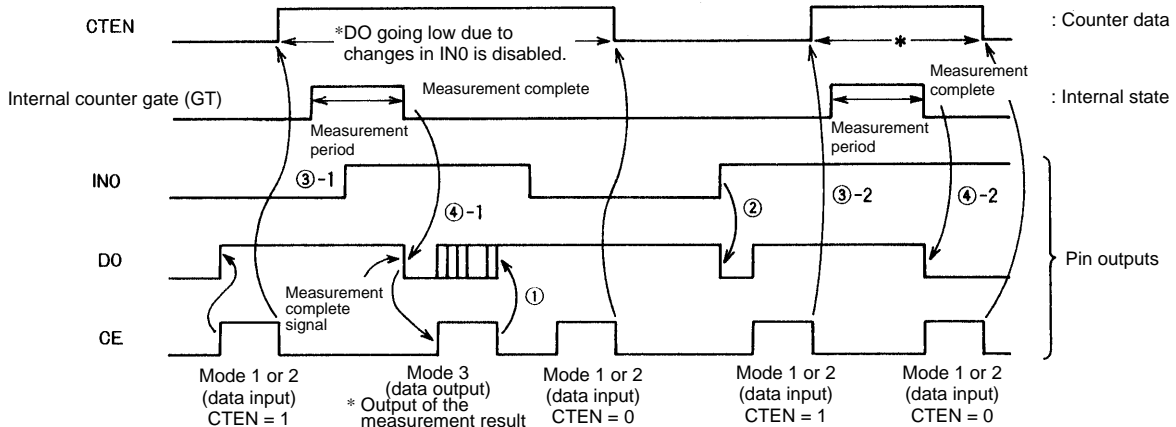 CTEN
*DO going low due to
changes in IN0 is disabled.
*
: Counter data
Internal counter gate (GT)
Measurement complete
Measurement
period
Measurement
complete
Measurement
period
: Internal state
IN0
③-1
④-1
②
③-2
④-2
DO
Measurement
complete
signal
①
Pin outputs
CE
Mode 1 or 2
(data input)
CTEN = 1
Mode 3
(data output)
* Output of the
measurement result
Mode 1 or 2
(data input)
CTEN = 0
Mode 1 or 2
(data input)
CTEN = 1
Mode 1 or 2
(data input)
CTEN = 0